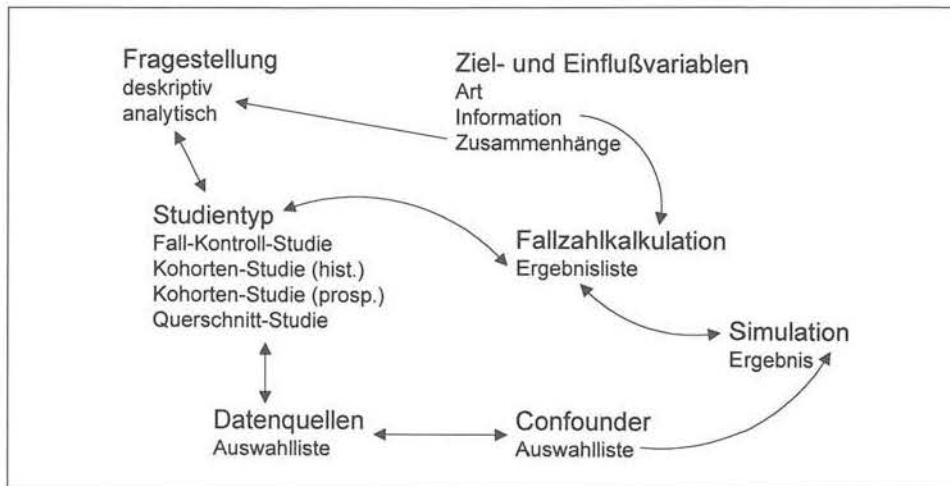 Fragestellung
deskriptiv
analytisch
Ziel- und Einflußvariablen
Art
Information
Zusammenhänge
Studientyp
Fall-Kontroll-Studie
Kohorten-Studie (hist.)
Kohorten-Studie (prosp.)
Querschnitt-Studie
Fallzahlkalkulation
Ergebnisliste
Simulation
Ergebnis
Datenquellen
Auswahlliste
Confounder
Auswahlliste